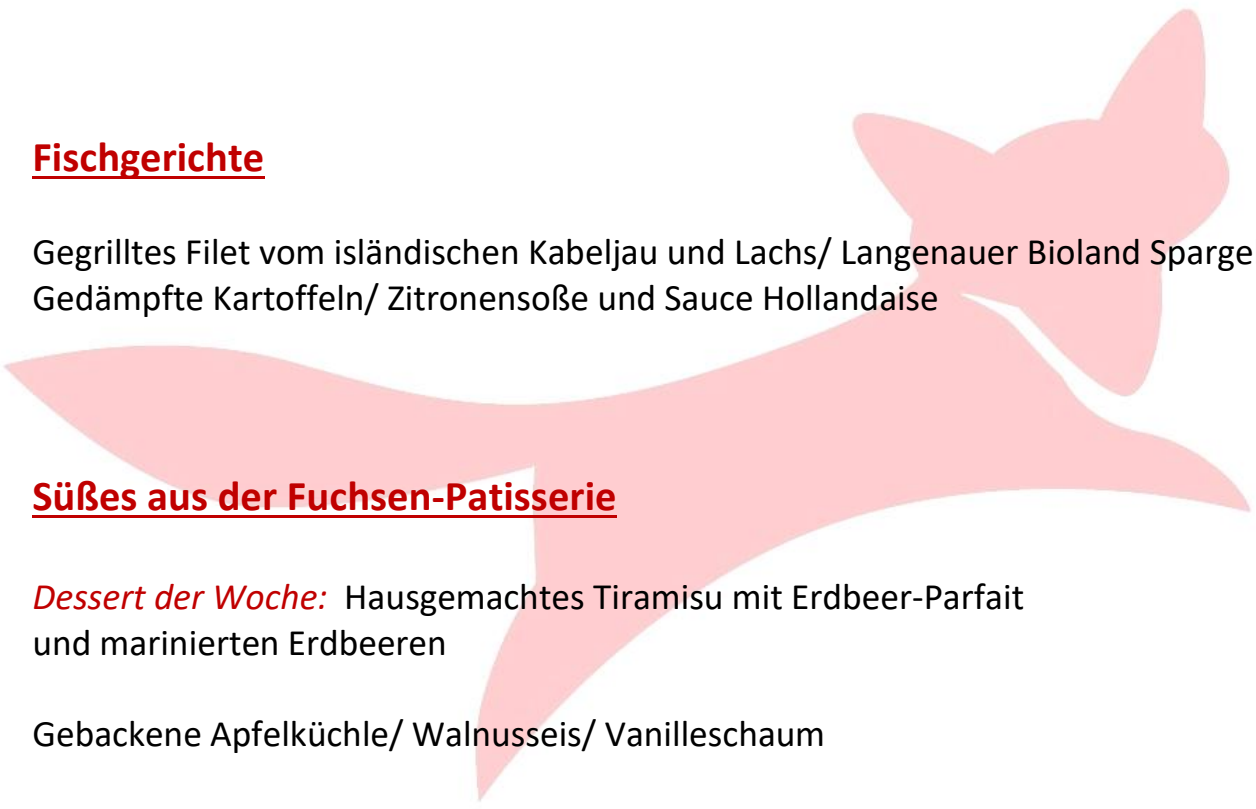 Fischgerichte
Gegrilltes Filet vom isländischen Kabeljau und Lachs/ Langenauer Bioland Sparge
Gedämpfte Kartoffeln/ Zitronensoße und Sauce Hollandaise
Süßes aus der Fuchsen-Patisserie
Dessert der Woche: Hausgemachtes Tiramisu mit Erdbeer-Parfait
und marinierten Erdbeeren
Gebackene Apfelküchle/ Walnusseis/ Vanilleschaum